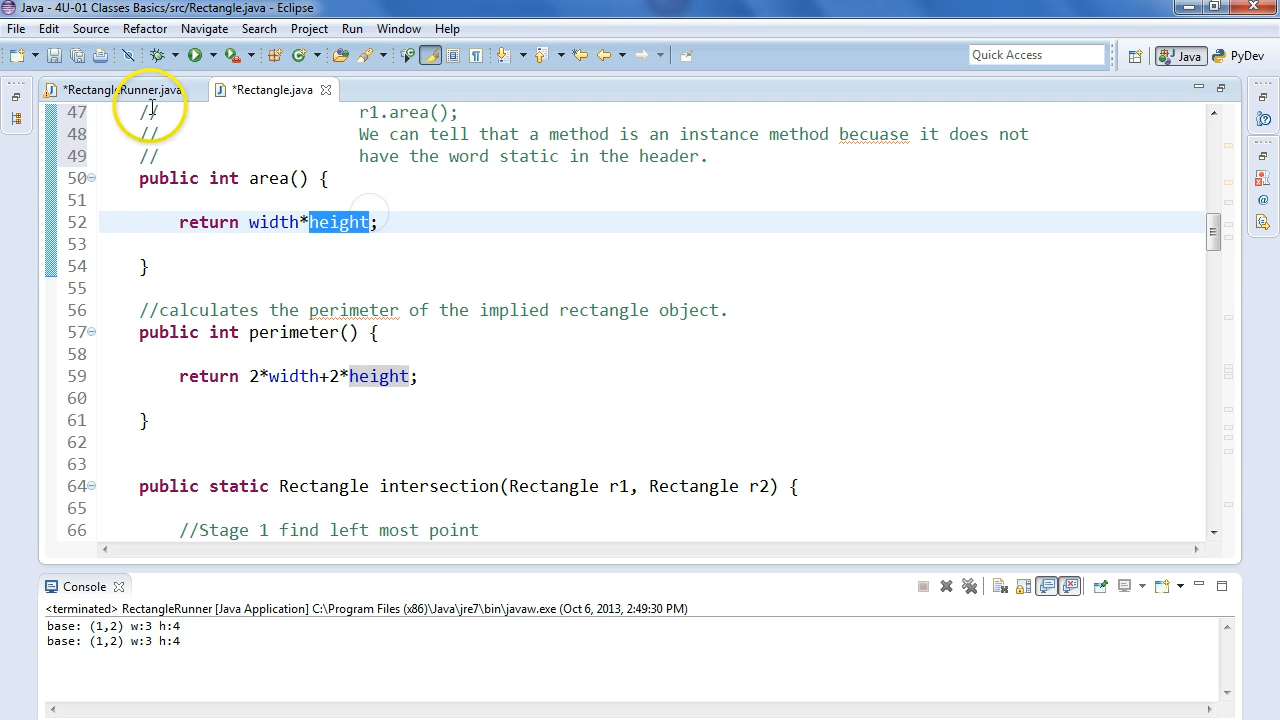 Java - 4U-01 Classes Basics/src/Rectangle.java - Eclipse
File Edit Source Refactor Navigate Search Project Run Window Help
Quick Access Java PyDev
*RectangleRunner.java *Rectangle.java
47 // r1.area();
48 // We can tell that a method is an instance method becuase it does not
49 // have the word static in the header.
50 public int area() {
51
52 return width*height;
53
54 }
55
56 //calculates the perimeter of the implied rectangle object.
57 public int perimeter() {
58
59 return 2*width+2*height;
60
61 }
62
63
64 public static Rectangle intersection(Rectangle r1, Rectangle r2) {
65
66 //Stage 1 find left most point
Console
<terminated> RectangleRunner [Java Application] C:\Program Files (x86)\Java\jre7\bin\javaw.exe (Oct 6, 2013, 2:49:30 PM)
base: (1,2) w:3 h:4
base: (1,2) w:3 h:4